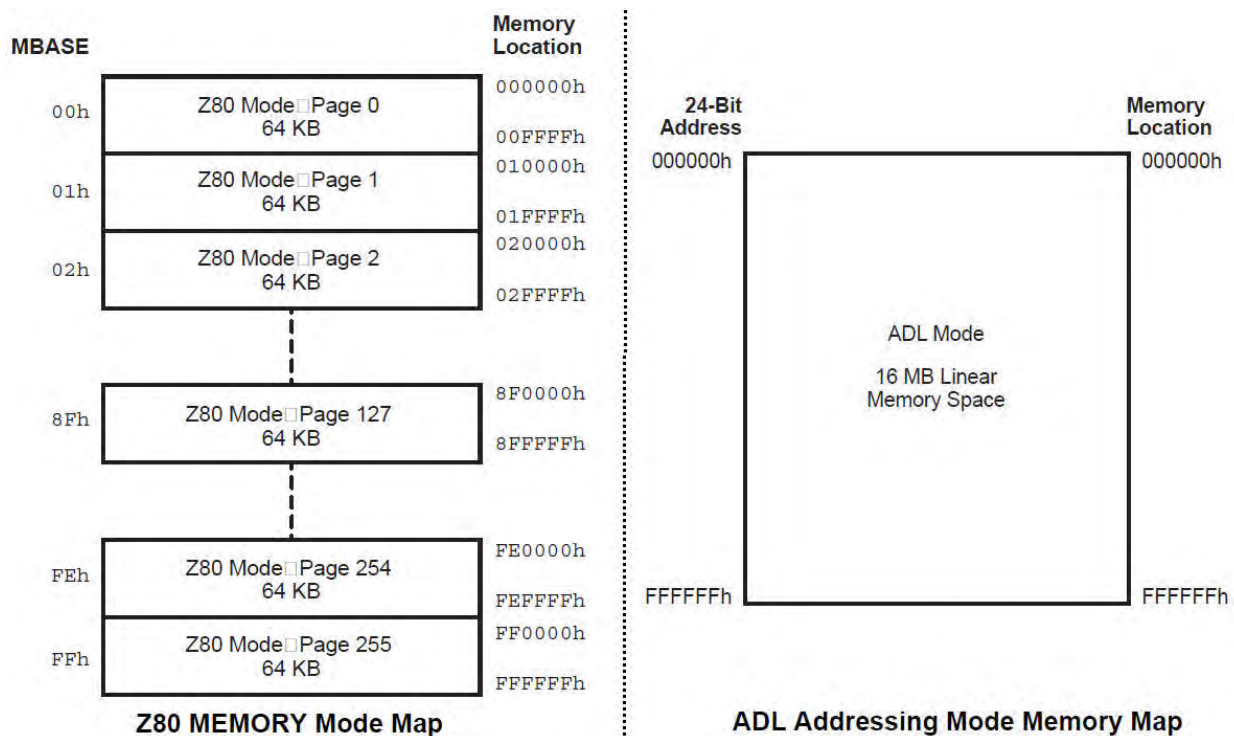 MBASE
Memory
Location
00h
Z80 Mode□Page 0
64 KB
000000h
00FFFFh
01h
Z80 Mode□Page 1
64 KB
010000h
01FFFFh
02h
Z80 Mode□Page 2
64 KB
020000h
02FFFFh
8Fh
Z80 Mode□Page 127
64 KB
8F0000h
8FFFFFh
FEh
Z80 Mode□Page 254
64 KB
FE0000h
FEFFFFh
FFh
Z80 Mode□Page 255
64 KB
FF0000h
FFFFFFh
Z80 MEMORY Mode Map
24-Bit
Address
Memory
Location
000000h
000000h
ADL Mode
16 MB Linear
Memory Space
FFFFFFh
FFFFFFh
ADL Addressing Mode Memory Map